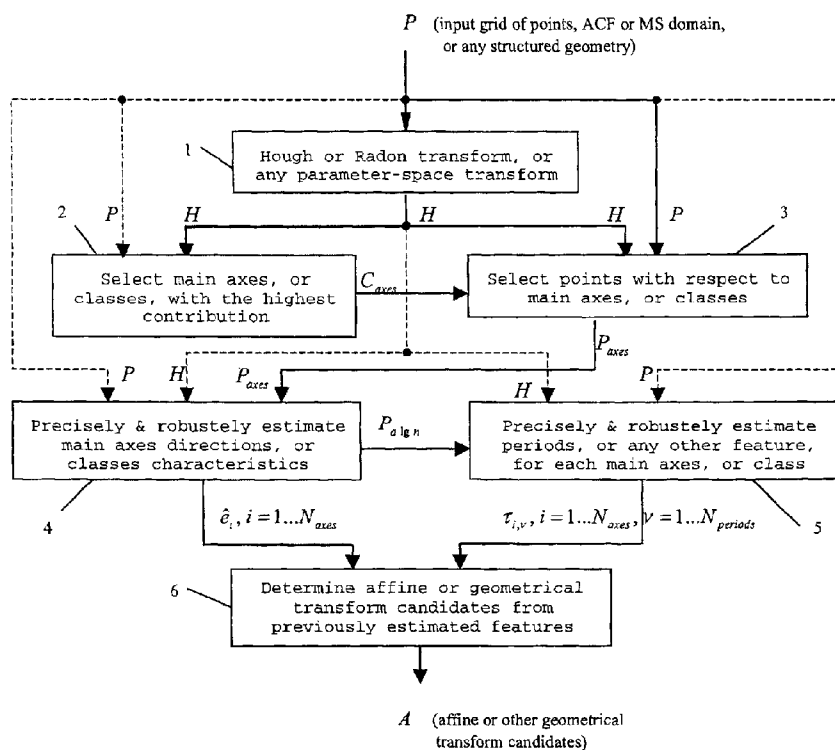 P (input grid of points, ACF or MS domain,
or any structured geometry)
1
Hough or Radon transform, or
any parameter-space transform
2
P
H
H
H
P
3
Select main axes, or
classes, with the highest
contribution
C_axes
Select points with respect to
main axes, or classes
P_axes
P
H
P_axes
H
P
Precisely & robustely estimate
main axes directions, or
classes characteristics
P_a lg n
Precisely & robustly estimate
periods, or any other feature,
for each main axes, or class
4
ê_i, i = 1...N_axes
τ_i,ν, i = 1...N_axes, ν = 1...N_periods
5
6
Determine affine or geometrical
transform candidates from
previously estimated features
A (affine or other geometrical
transform candidates)